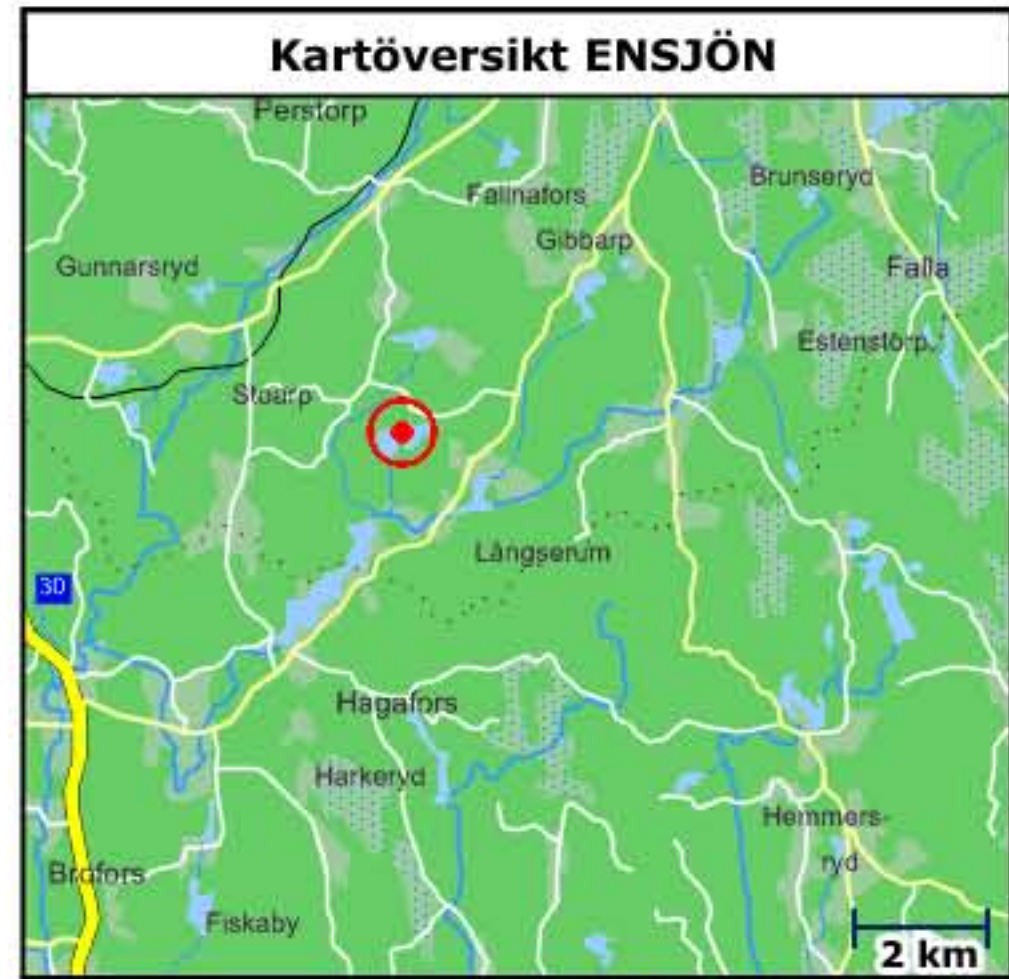 Kartöversikt ENSJÖN
Perstorp
Fallnafors
Brunseryd
Gibbarp
Gunnarsryd
Falla
Estenstorp
Stoarp
Långserum
30
Hagafors
Harkeryd
Hemmers-
ryd
Brofors
Fiskaby
2 km